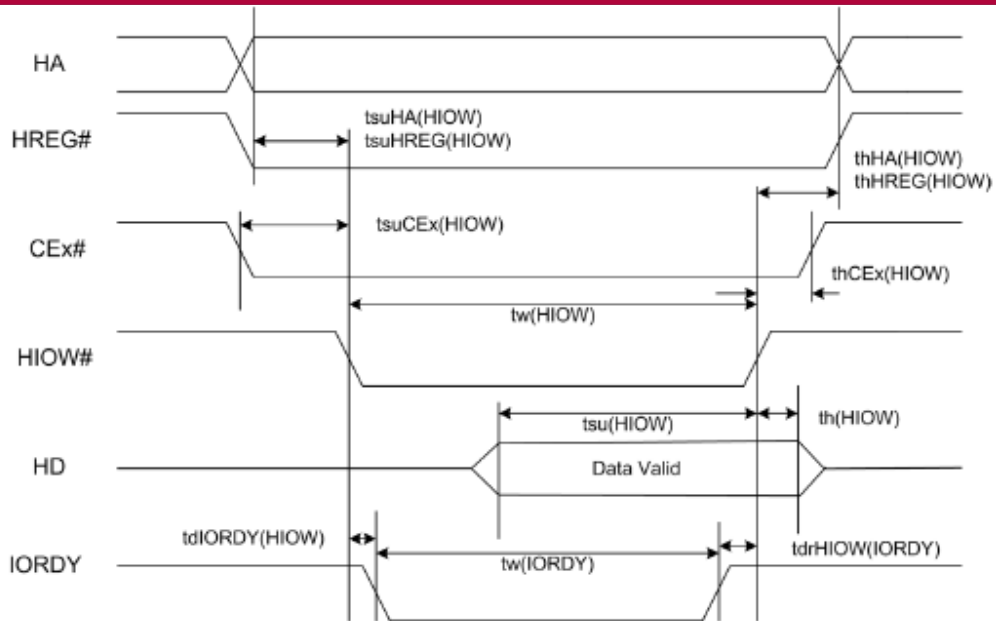 HA
tsuHA(HIOW)
tsuHREG(HIOW)
HREG#
thHA(HIOW)
thHREG(HIOW)
tsuCEx(HIOW)
CEx#
thCEx(HIOW)
tw(HIOW)
HIOW#
tsu(HIOW)
th(HIOW)
HD
Data Valid
tdIORDY(HIOW)
tw(IORDY)
tdrHIOW(IORDY)
IORDY